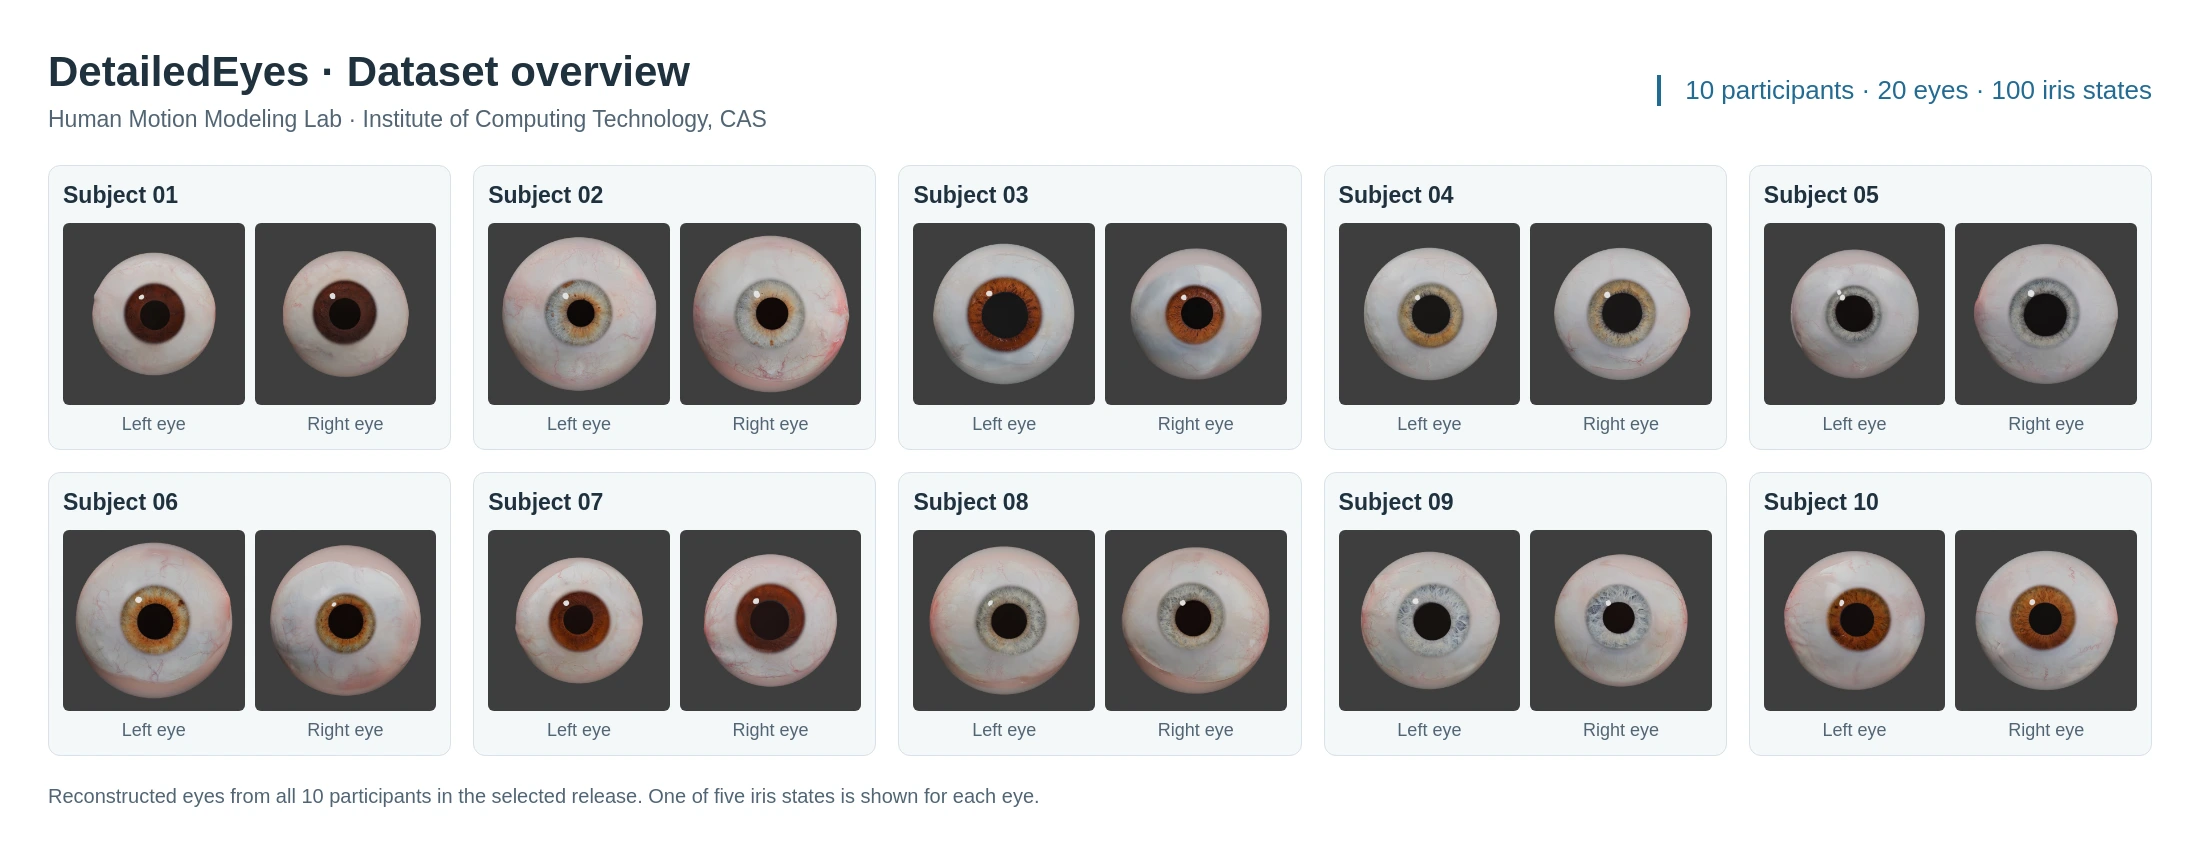 DetailedEyes · Dataset overview
Human Motion Modeling Lab · Institute of Computing Technology, CAS
10 participants · 20 eyes · 100 iris states
Subject 01
Left eye
Right eye
Subject 02
Left eye
Right eye
Subject 03
Left eye
Right eye
Subject 04
Left eye
Right eye
Subject 05
Left eye
Right eye
Subject 06
Left eye
Right eye
Subject 07
Left eye
Right eye
Subject 08
Left eye
Right eye
Subject 09
Left eye
Right eye
Subject 10
Left eye
Right eye
Reconstructed eyes from all 10 participants in the selected release. One of five iris states is shown for each eye.